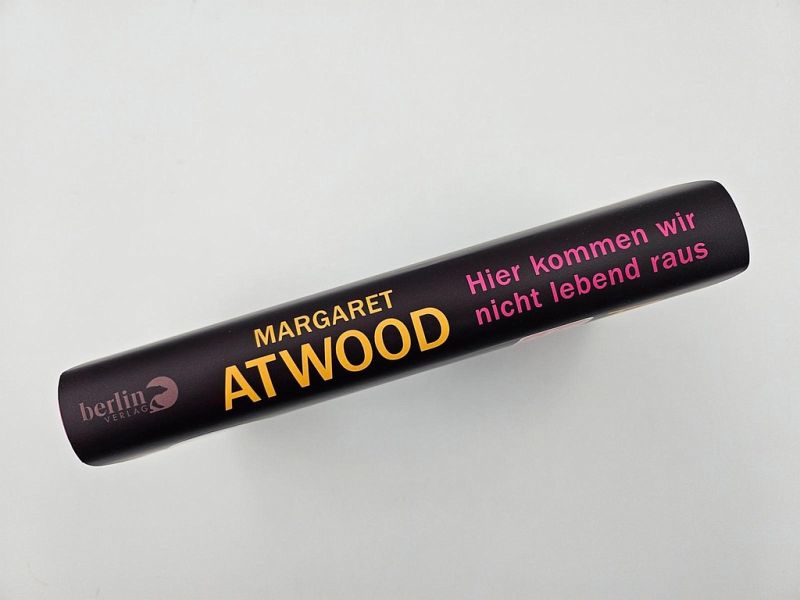 berlin
VERLAG
MARGARET
ATWOOD
Hier kommen wir
nicht lebend raus